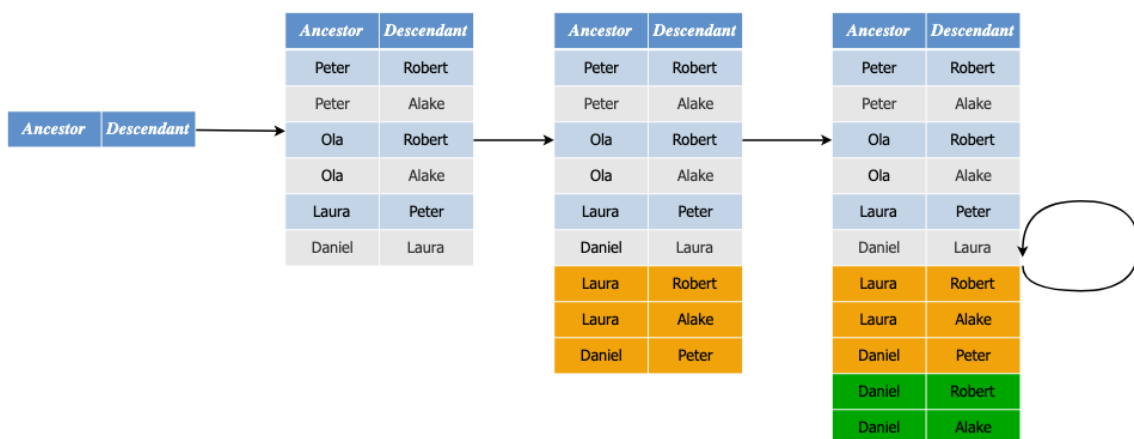 Ancestor Descendant
Ancestor Descendant
Peter Robert
Peter Alake
Ola Robert
Ola Alake
Laura Peter
Daniel Laura
Ancestor Descendant
Peter Robert
Peter Alake
Ola Robert
Ola Alake
Laura Peter
Daniel Laura
Laura Robert
Laura Alake
Daniel Peter
Ancestor Descendant
Peter Robert
Peter Alake
Ola Robert
Ola Alake
Laura Peter
Daniel Laura
Laura Robert
Laura Alake
Daniel Peter
Daniel Robert
Daniel Alake